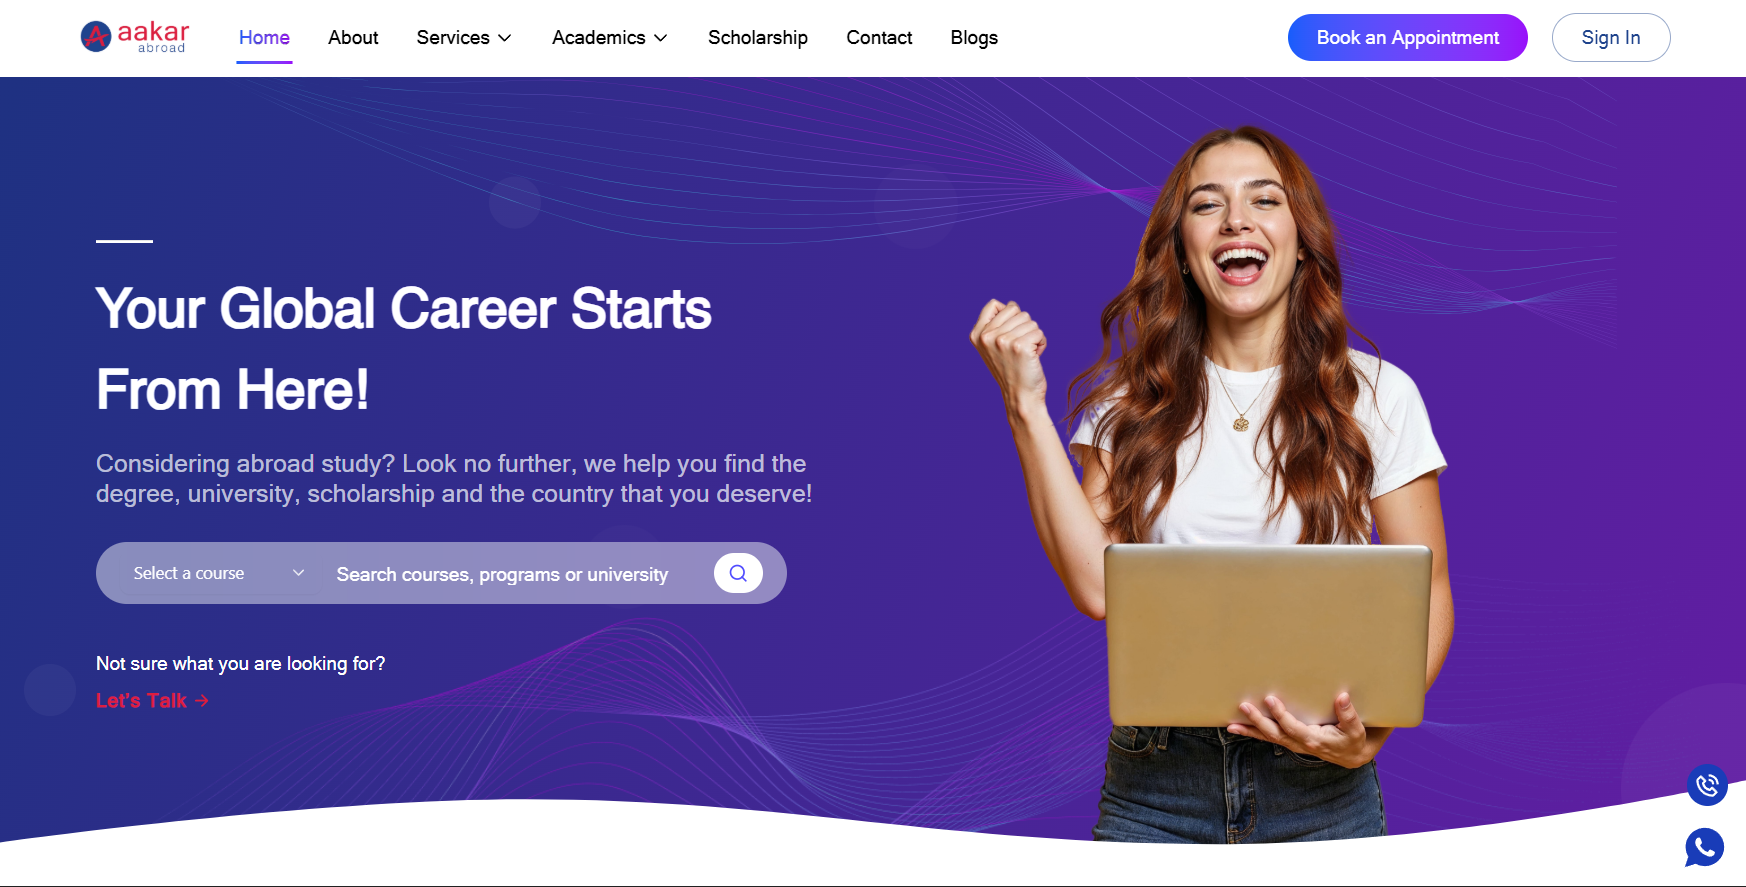 aakar
abroad
Home
About
Services
Academics
Scholarship
Contact
Blogs
Book an Appointment
Sign In
Your Global Career Starts
From Here!
Considering abroad study? Look no further, we help you find the
degree, university, scholarship and the country that you deserve!
Select a course
Search courses, programs or university
Not sure what you are looking for?
Let's Talk →